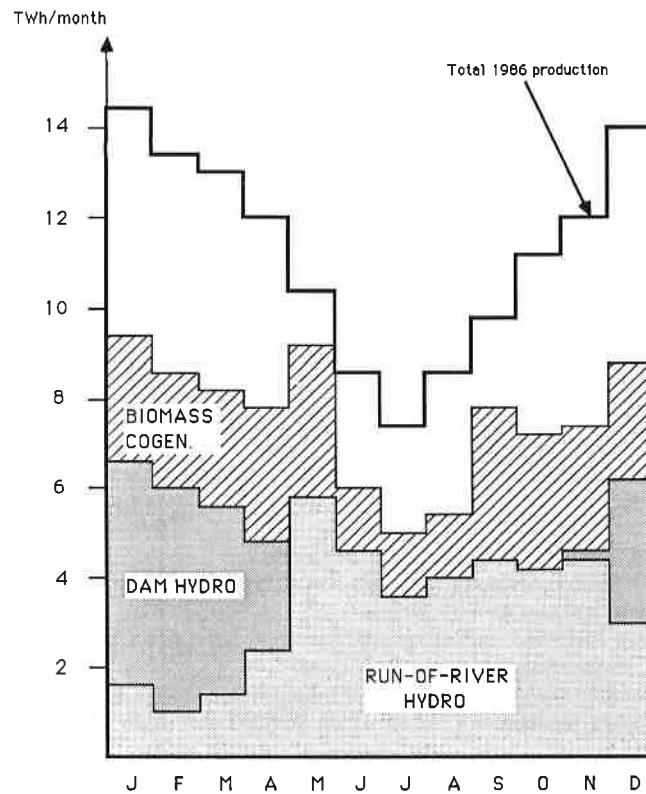 TWh/month
Total 1986 production
14
12
10
8
6
4
2
BIOMASS
COGEN.
DAM HYDRO
RUN-OF-RIVER
HYDRO
J F M A M J J A S O N D